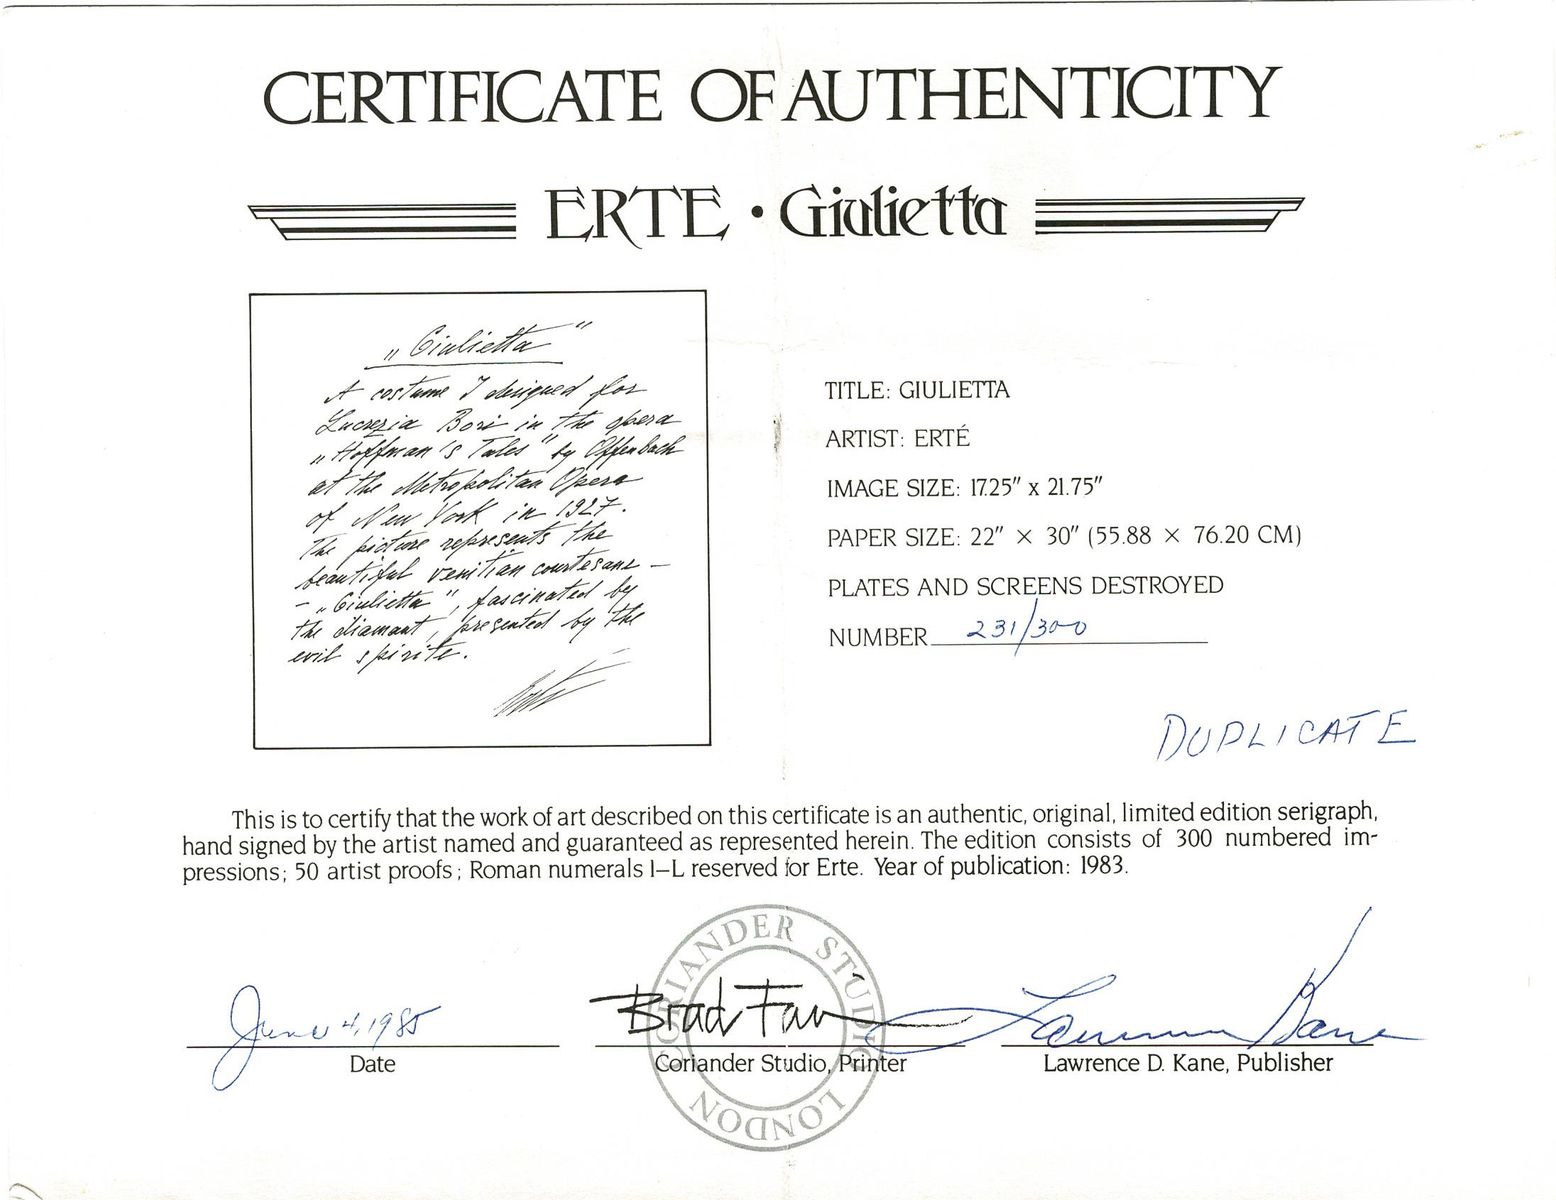 CERTIFICATE OF AUTHENTICITY
ERTE • Giulietta
„Giulietta"
A costume I designed for
Lucrezia Bori in the opera
„Hoffman's Tales" by Offenbach
at the Metropolitan Opera
of New York in 1927.
The picture represents the
beautiful venitian courtesane –
– „Giulietta", fascinated by
the diamant, presented by the
evil spirite.
Erté
TITLE: GIULIETTA
ARTIST: ERTÉ
IMAGE SIZE: 17.25" x 21.75"
PAPER SIZE: 22" × 30" (55.88 × 76.20 CM)
PLATES AND SCREENS DESTROYED
NUMBER 231/300
DUPLICATE
This is to certify that the work of art described on this certificate is an authentic, original, limited edition serigraph,
hand signed by the artist named and guaranteed as represented herein. The edition consists of 300 numbered im-
pressions; 50 artist proofs; Roman numerals I–L reserved for Erte. Year of publication: 1983.
CORIANDER STUDIO LONDON
June 4, 1985
Brad Fan
Lawrence Kane
Date
Coriander Studio, Printer
Lawrence D. Kane, Publisher